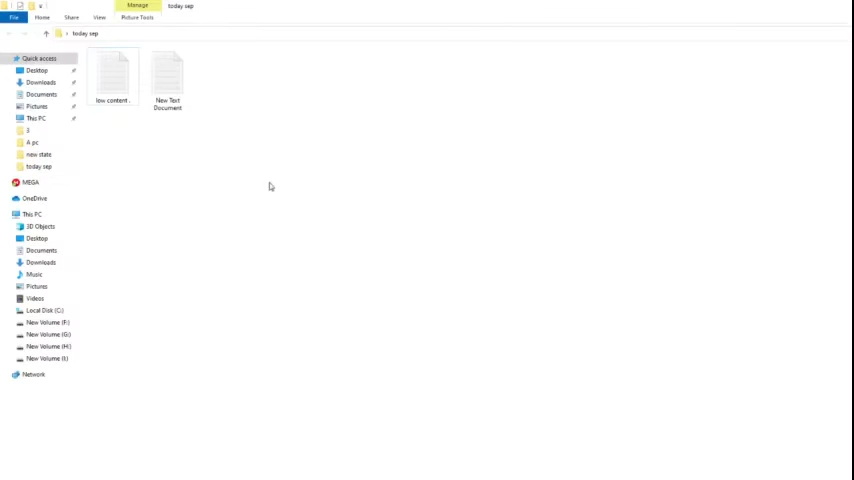 Manage
today sep
File
Home
Share
View
Picture Tools
today sep
Quick access
Desktop
Downloads
Documents
Pictures
This PC
3
A pc
new state
today sep
MEGA
OneDrive
This PC
3D Objects
Desktop
Documents
Downloads
Music
Pictures
Videos
Local Disk (C:)
New Volume (F:)
New Volume (G:)
New Volume (H:)
New Volume (I:)
Network
low content .
New Text
Document